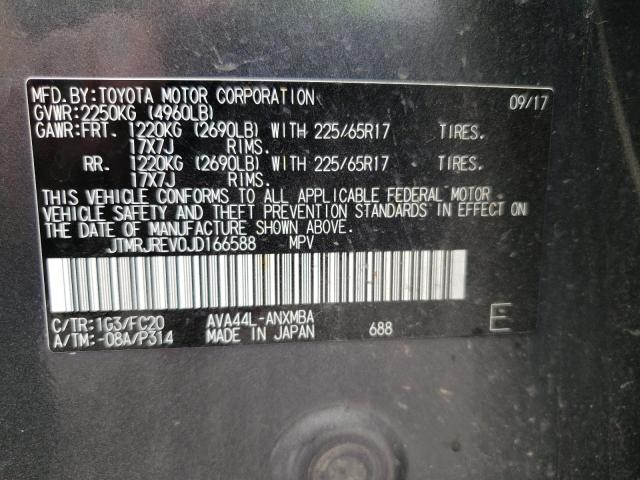 MFD.BY:TOYOTA MOTOR CORPORATION 09/17
GVWR:2250KG (4960LB)
GAWR:FRT. 1220KG (2690LB) WITH 225/65R17 TIRES.
17X7J RIMS.
RR. 1220KG (2690LB) WITH 225/65R17 TIRES.
17X7J RIMS.
THIS VEHICLE CONFORMS TO ALL APPLICABLE FEDERAL MOTOR
VEHICLE SAFETY AND THEFT PREVENTION STANDARDS IN EFFECT ON
THE DATE OF MANUFACTURE SHOWN ABOVE.
JTMRJREV0JD166588 MPV
C/TR:1G3/FC20 AVA44L-ANXMBA
A/TM:-08A/P314 MADE IN JAPAN 688 E